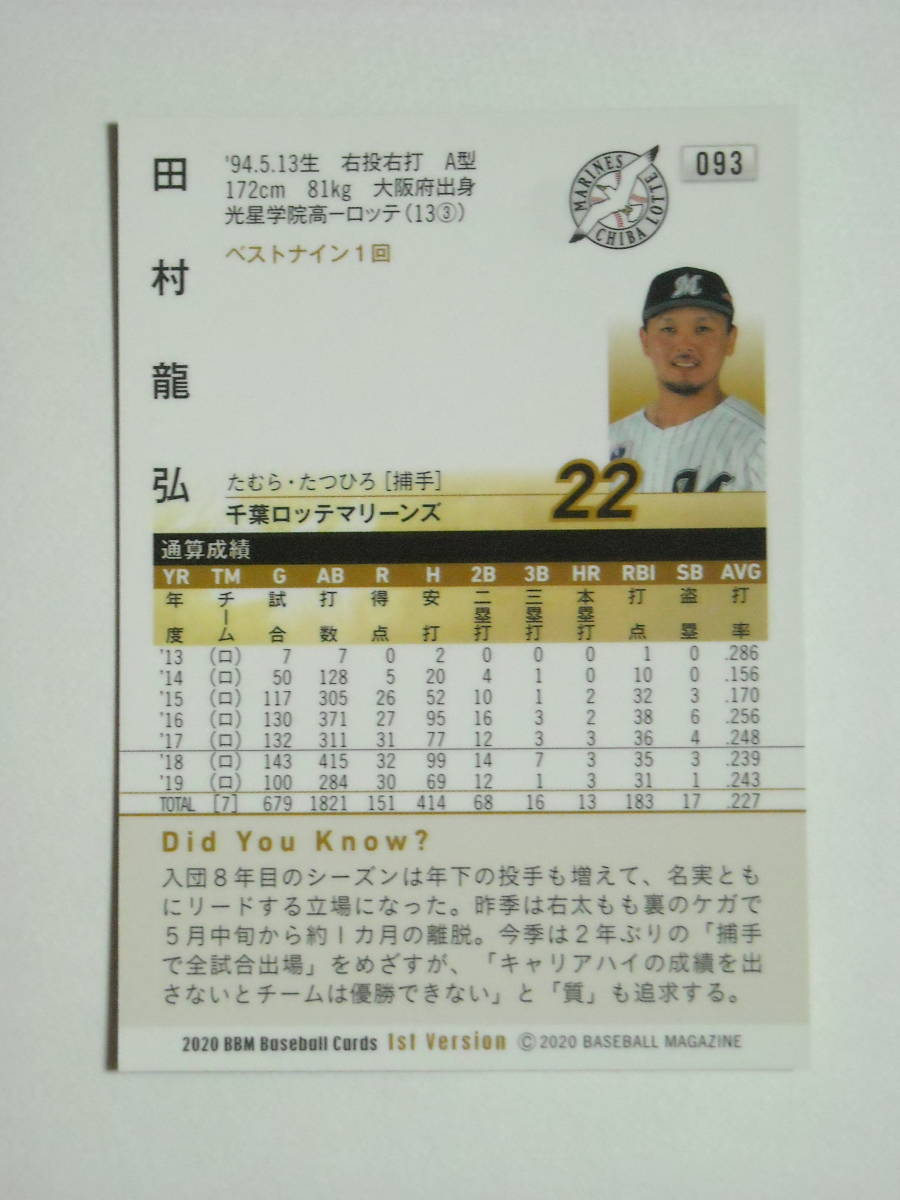 田村龍弘
'94.5.13生 右投右打 A型
172cm 81kg 大阪府出身
光星学院高ーロッテ(13③)
ベストナイン1回
MARINES
CHIBA LOTTE
093
M
M
たむら・たつひろ[捕手]
千葉ロッテマリーンズ
22
通算成績
YR TM G AB R H 2B 3B HR RBI SB AVG
年度 チーム 試合 打数 得点 安打 二塁打 三塁打 本塁打 打点 盗塁 打率
'13 (ロ) 7 7 0 2 0 0 0 1 0 .286
'14 (ロ) 50 128 5 20 4 1 0 10 0 .156
'15 (ロ) 117 305 26 52 10 1 2 32 3 .170
'16 (ロ) 130 371 27 95 16 3 2 38 6 .256
'17 (ロ) 132 311 31 77 12 3 3 36 4 .248
'18 (ロ) 143 415 32 99 14 7 3 35 3 .239
'19 (ロ) 100 284 30 69 12 1 3 31 1 .243
TOTAL [7] 679 1821 151 414 68 16 13 183 17 .227
Did You Know?
入団8年目のシーズンは年下の投手も増えて、名実とも
にリードする立場になった。昨季は右太もも裏のケガで
5月中旬から約1カ月の離脱。今季は2年ぶりの「捕手
で全試合出場」をめざすが、「キャリアハイの成績を出
さないとチームは優勝できない」と「質」も追求する。
2020 BBM Baseball Cards 1st Version © 2020 BASEBALL MAGAZINE